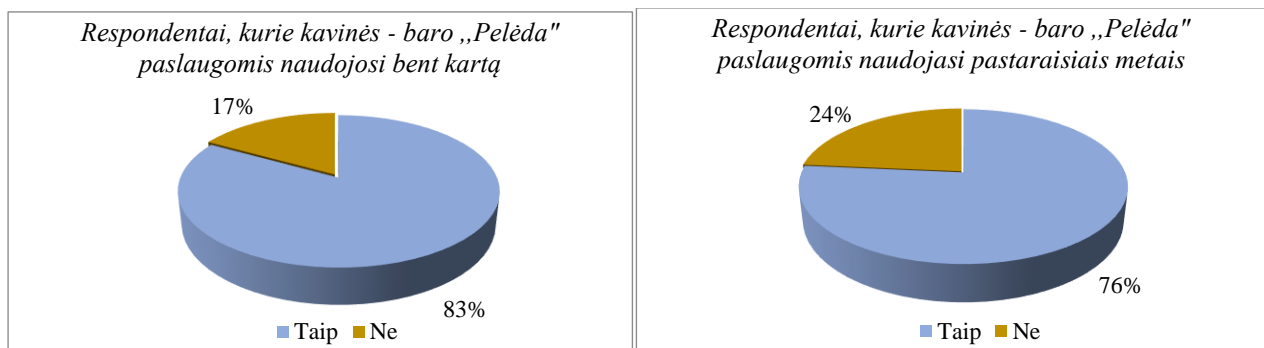 Respondentai, kurie kavinės - baro ,,Pelėda"
paslaugomis naudojosi bent kartą
17%
83%
Taip Ne
Respondentai, kurie kavinės - baro ,,Pelėda"
paslaugomis naudojasi pastaraisiais metais
24%
76%
Taip Ne